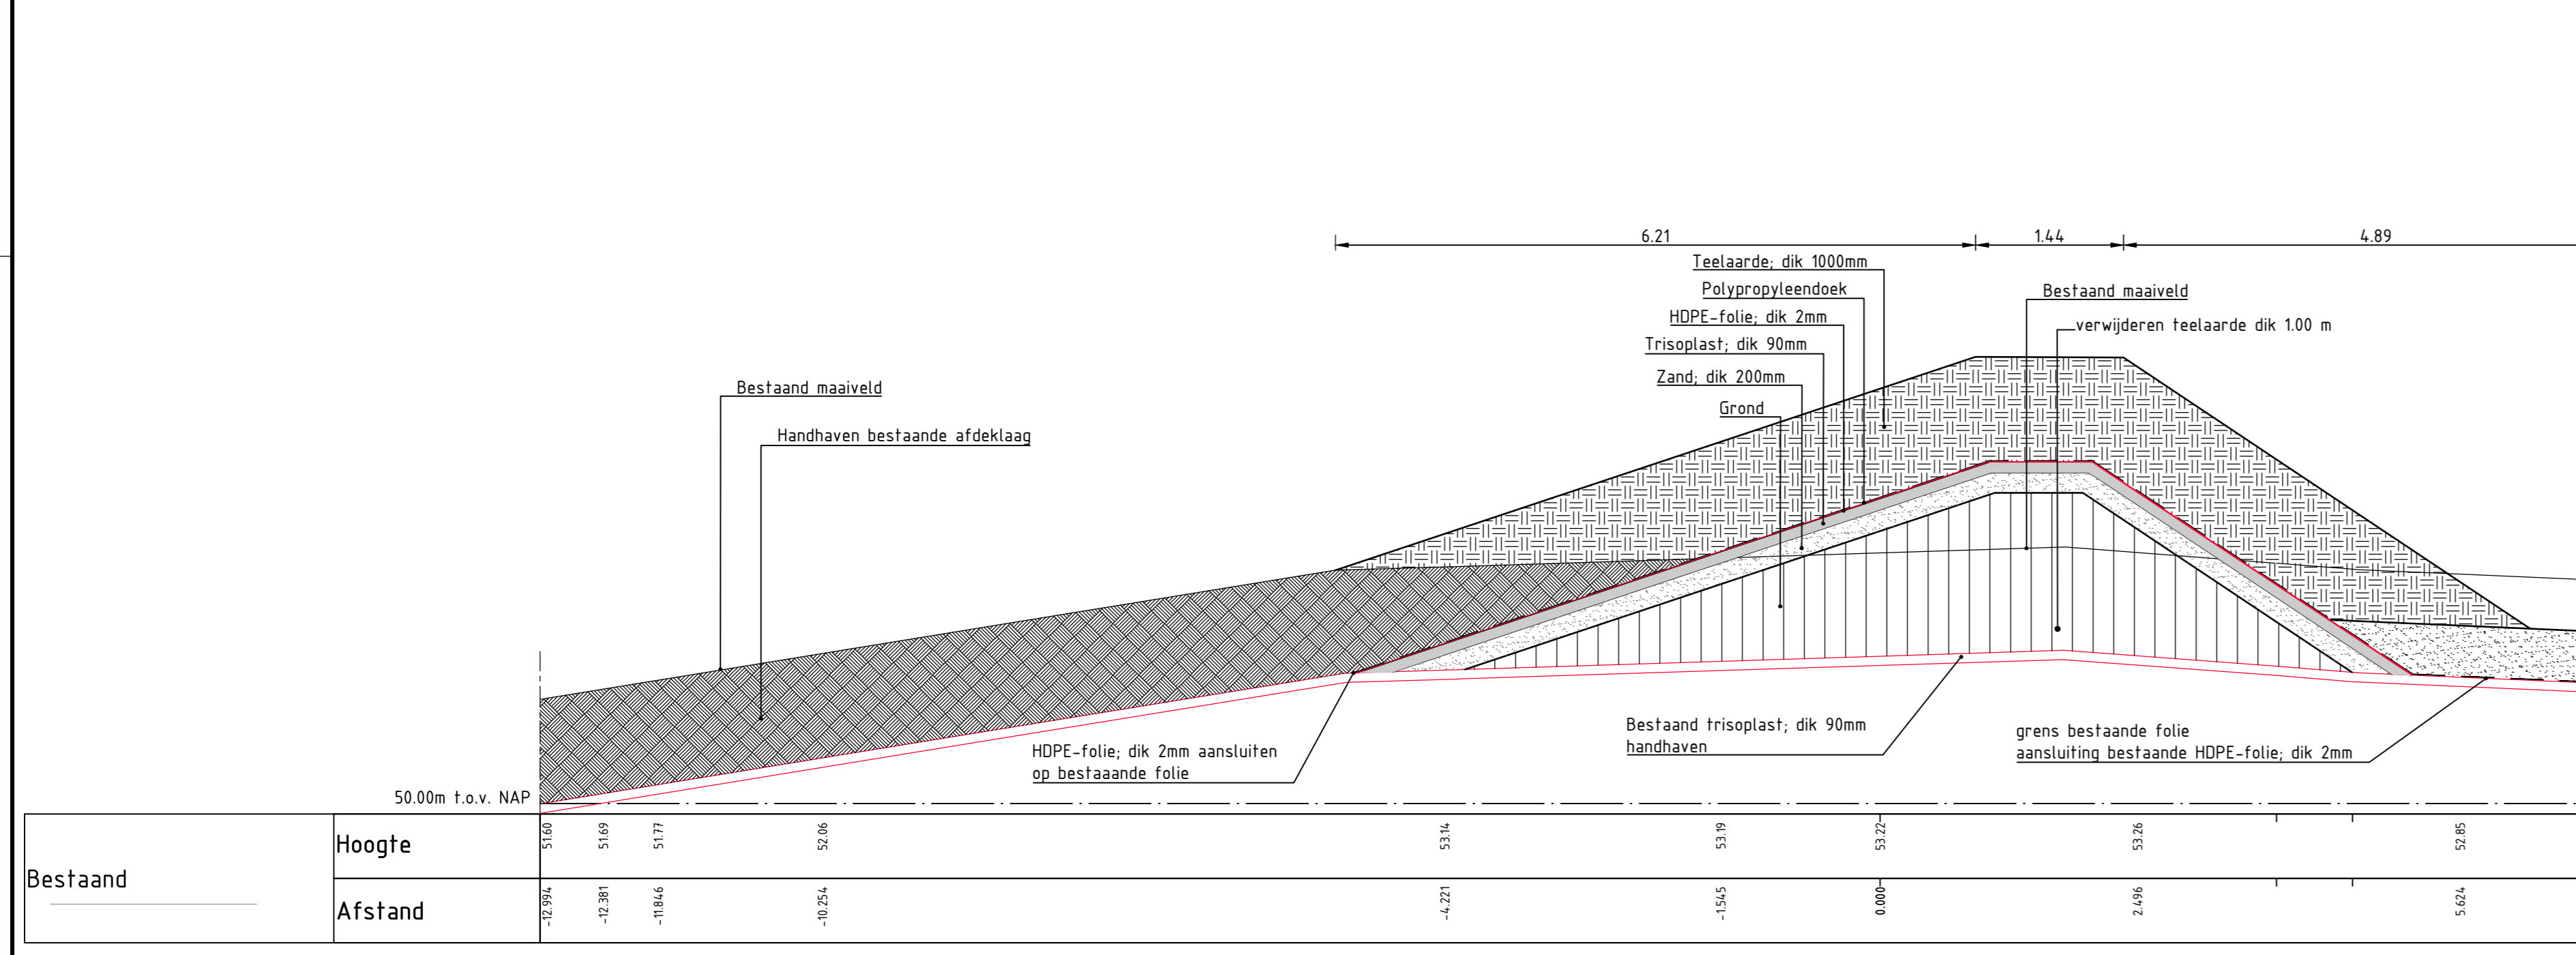 6.21
1.44
4.89
Teelaarde; dik 1000mm
Polypropyleendoek
HDPE-folie; dik 2mm
Trisoplast; dik 90mm
Zand; dik 200mm
Grond
Bestaand maaiveld
verwijderen teelaarde dik 1.00 m
Bestaand maaiveld
Handhaven bestaande afdeklaag
HDPE-folie; dik 2mm aansluiten
op bestaaande folie
Bestaand trisoplast; dik 90mm
handhaven
grens bestaande folie
aansluiting bestaande HDPE-folie; dik 2mm
50.00m t.o.v. NAP
Bestaand
Hoogte
51.60
51.69
51.77
52.06
53.14
53.19
53.22
53.26
52.85
Afstand
-12.994
-12.381
-11.846
-10.254
-4.221
-1.545
0.000
2.496
5.624